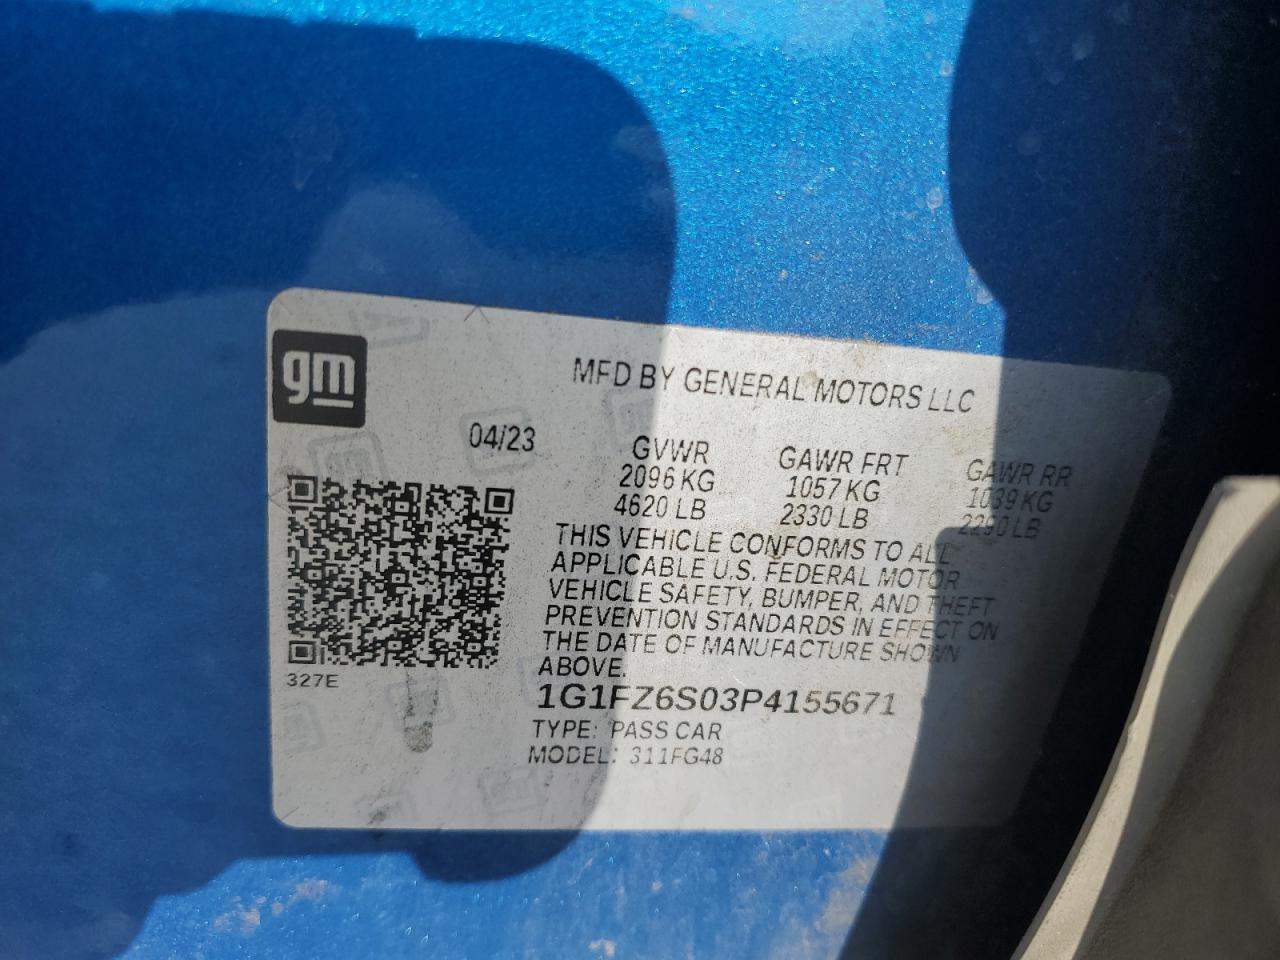 gm
MFD BY GENERAL MOTORS LLC
04/23
GVWR GAWR FRT GAWR RR
2096 KG 1057 KG 1039 KG
4620 LB 2330 LB 2290 LB
THIS VEHICLE CONFORMS TO ALL
APPLICABLE U.S. FEDERAL MOTOR
VEHICLE SAFETY, BUMPER, AND THEFT
PREVENTION STANDARDS IN EFFECT ON
THE DATE OF MANUFACTURE SHOWN
ABOVE.
327E
1G1FZ6S03P4155671
TYPE: PASS CAR
MODEL: 311FG48